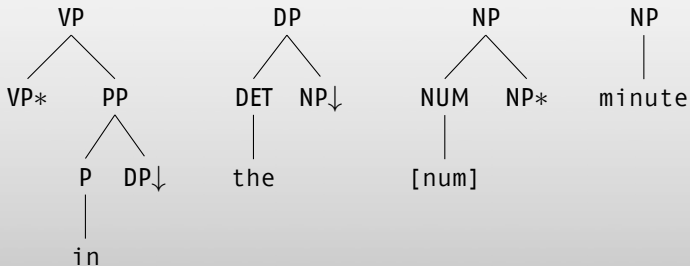 VP DP NP NP
VP* PP DET NP↓ NUM NP* minute
P DP↓ the [num]
in